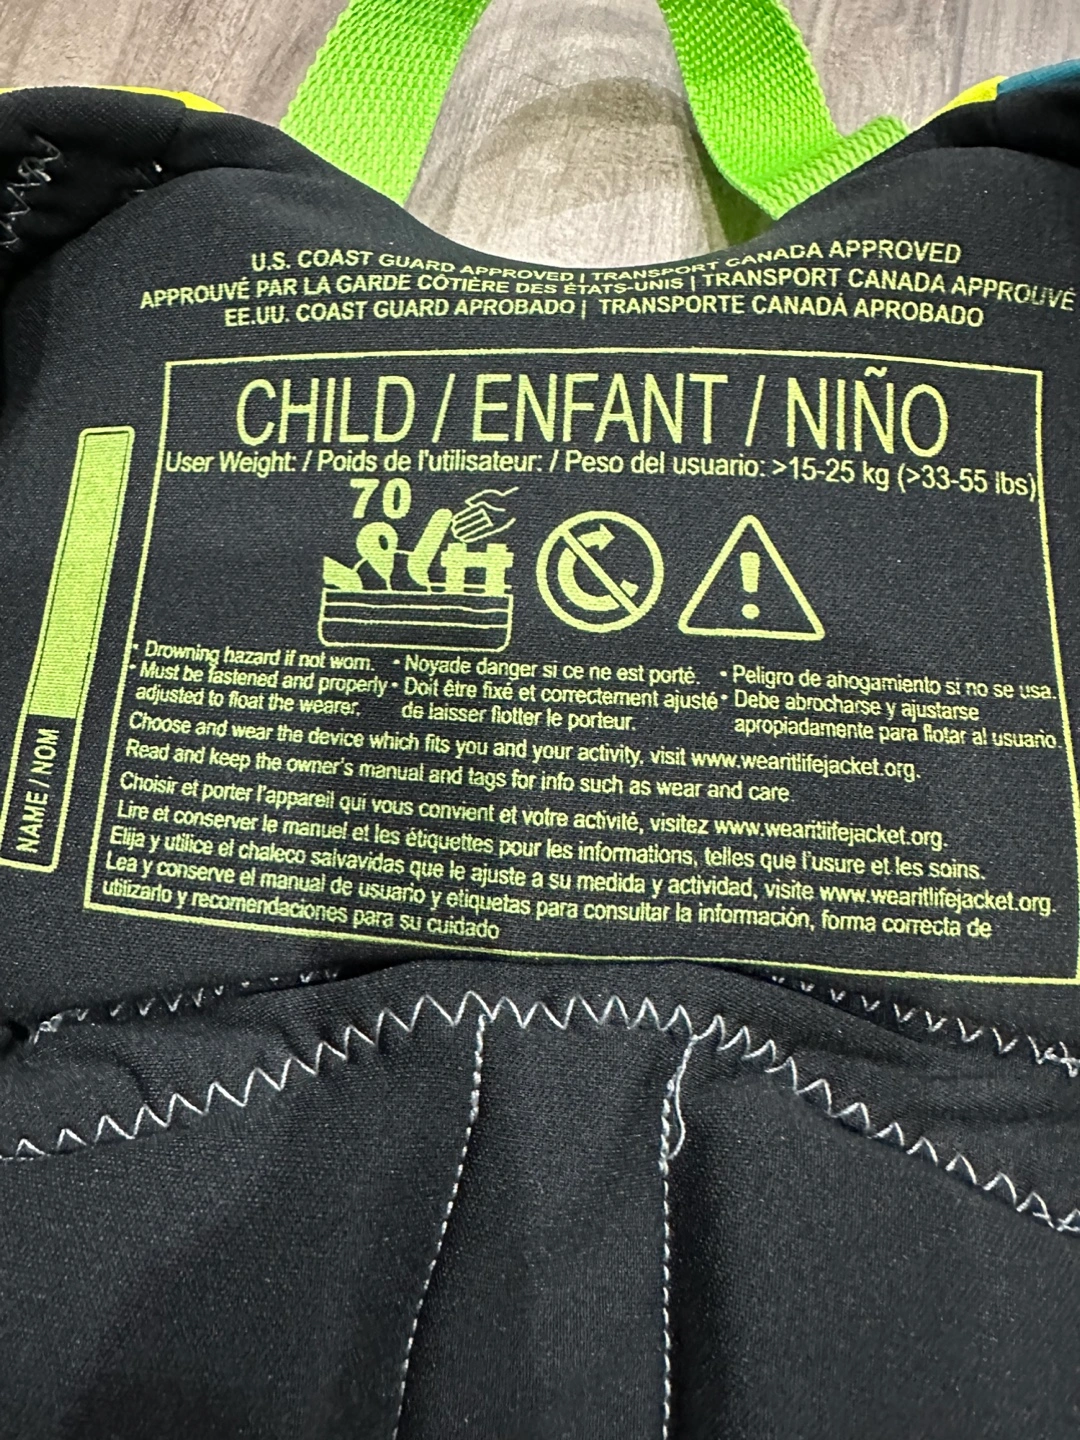 U.S. COAST GUARD APPROVED | TRANSPORT CANADA APPROVED
APPROUVÉ PAR LA GARDE CÔTIÈRE DES ÉTATS-UNIS | TRANSPORT CANADA APPROUVÉ
EE.UU. COAST GUARD APROBADO | TRANSPORTE CANADÁ APROBADO
CHILD / ENFANT / NIÑO
User Weight: / Poids de l'utilisateur: / Peso del usuario: >15-25 kg (>33-55 lbs)
70
• Drowning hazard if not worn.
• Must be fastened and properly
adjusted to float the wearer.
• Noyade danger si ce ne est porté.
• Doit être fixé et correctement ajusté
de laisser flotter le porteur.
• Peligro de ahogamiento si no se usa.
• Debe abrocharse y ajustarse
apropiadamente para flotar al usuario.
Choose and wear the device which fits you and your activity, visit www.wearitlifejacket.org.
Read and keep the owner's manual and tags for info such as wear and care.
Choisir et porter l'appareil qui vous convient et votre activité, visitez www.wearitlifejacket.org.
Lire et conserver le manuel et les étiquettes pour les informations, telles que l'usure et les soins.
Elija y utilice el chaleco salvavidas que le ajuste a su medida y actividad, visite www.wearitlifejacket.org.
Lea y conserve el manual de usuario y etiquetas para consultar la información, forma correcta de
utilizarlo y recomendaciones para su cuidado
NAME / NOM